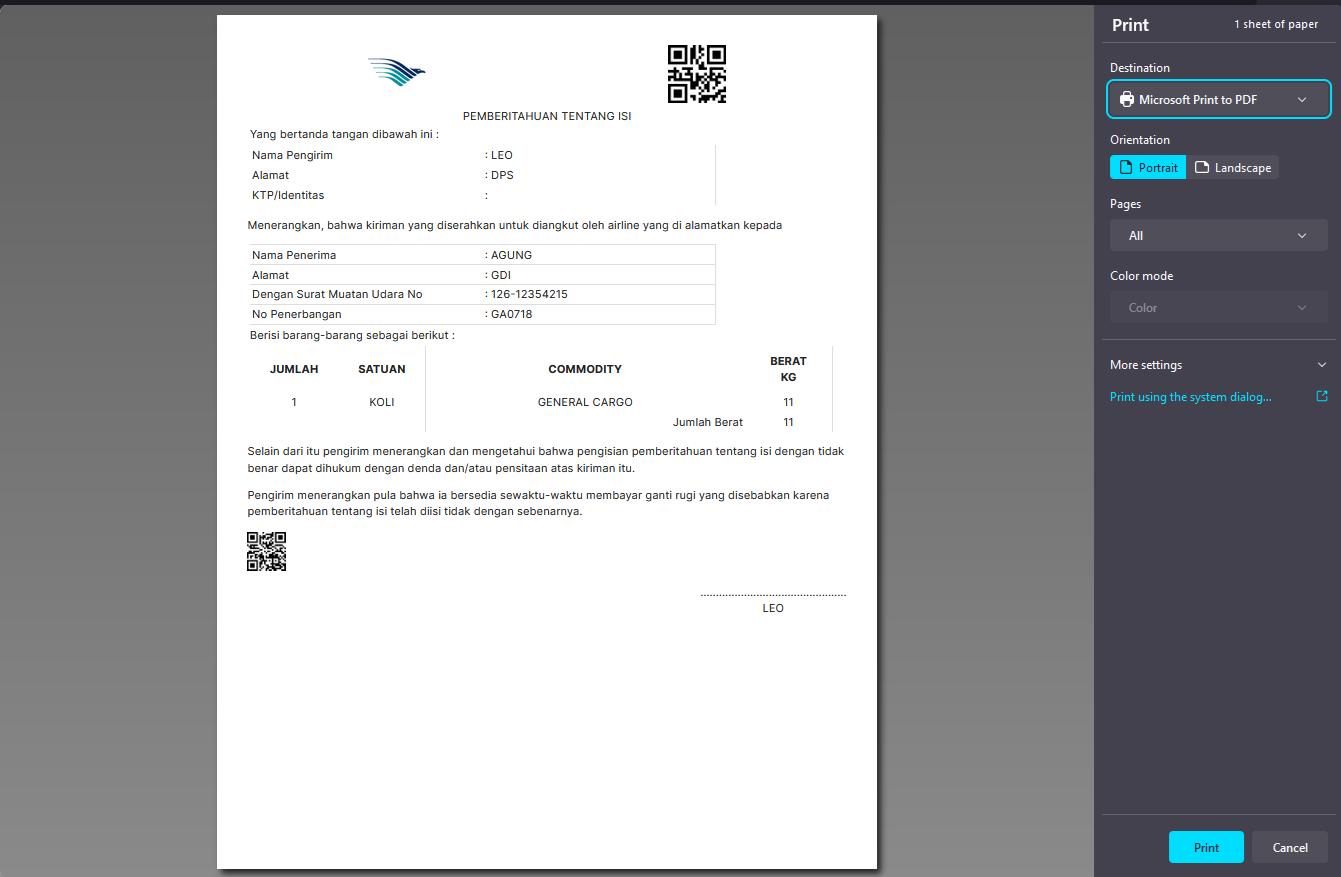 PEMBERITAHUAN TENTANG ISI
Yang bertanda tangan dibawah ini :
Nama Pengirim : LEO
Alamat : DPS
KTP/Identitas :
Menerangkan, bahwa kiriman yang diserahkan untuk diangkut oleh airline yang di alamatkan kepada
Nama Penerima : AGUNG
Alamat : GDI
Dengan Surat Muatan Udara No : 126-12354215
No Penerbangan : GA0718
Berisi barang-barang sebagai berikut :
JUMLAH SATUAN COMMODITY BERAT KG
1 KOLI GENERAL CARGO 11
Jumlah Berat 11
Selain dari itu pengirim menerangkan dan mengetahui bahwa pengisian pemberitahuan tentang isi dengan tidak
benar dapat dihukum dengan denda dan/atau pensitaan atas kiriman itu.
Pengirim menerangkan pula bahwa ia bersedia sewaktu-waktu membayar ganti rugi yang disebabkan karena
pemberitahuan tentang isi telah diisi tidak dengan sebenarnya.
LEO
Print 1 sheet of paper
Destination
Microsoft Print to PDF
Orientation
Portrait Landscape
Pages
All
Color mode
Color
More settings
Print using the system dialog...
Print Cancel